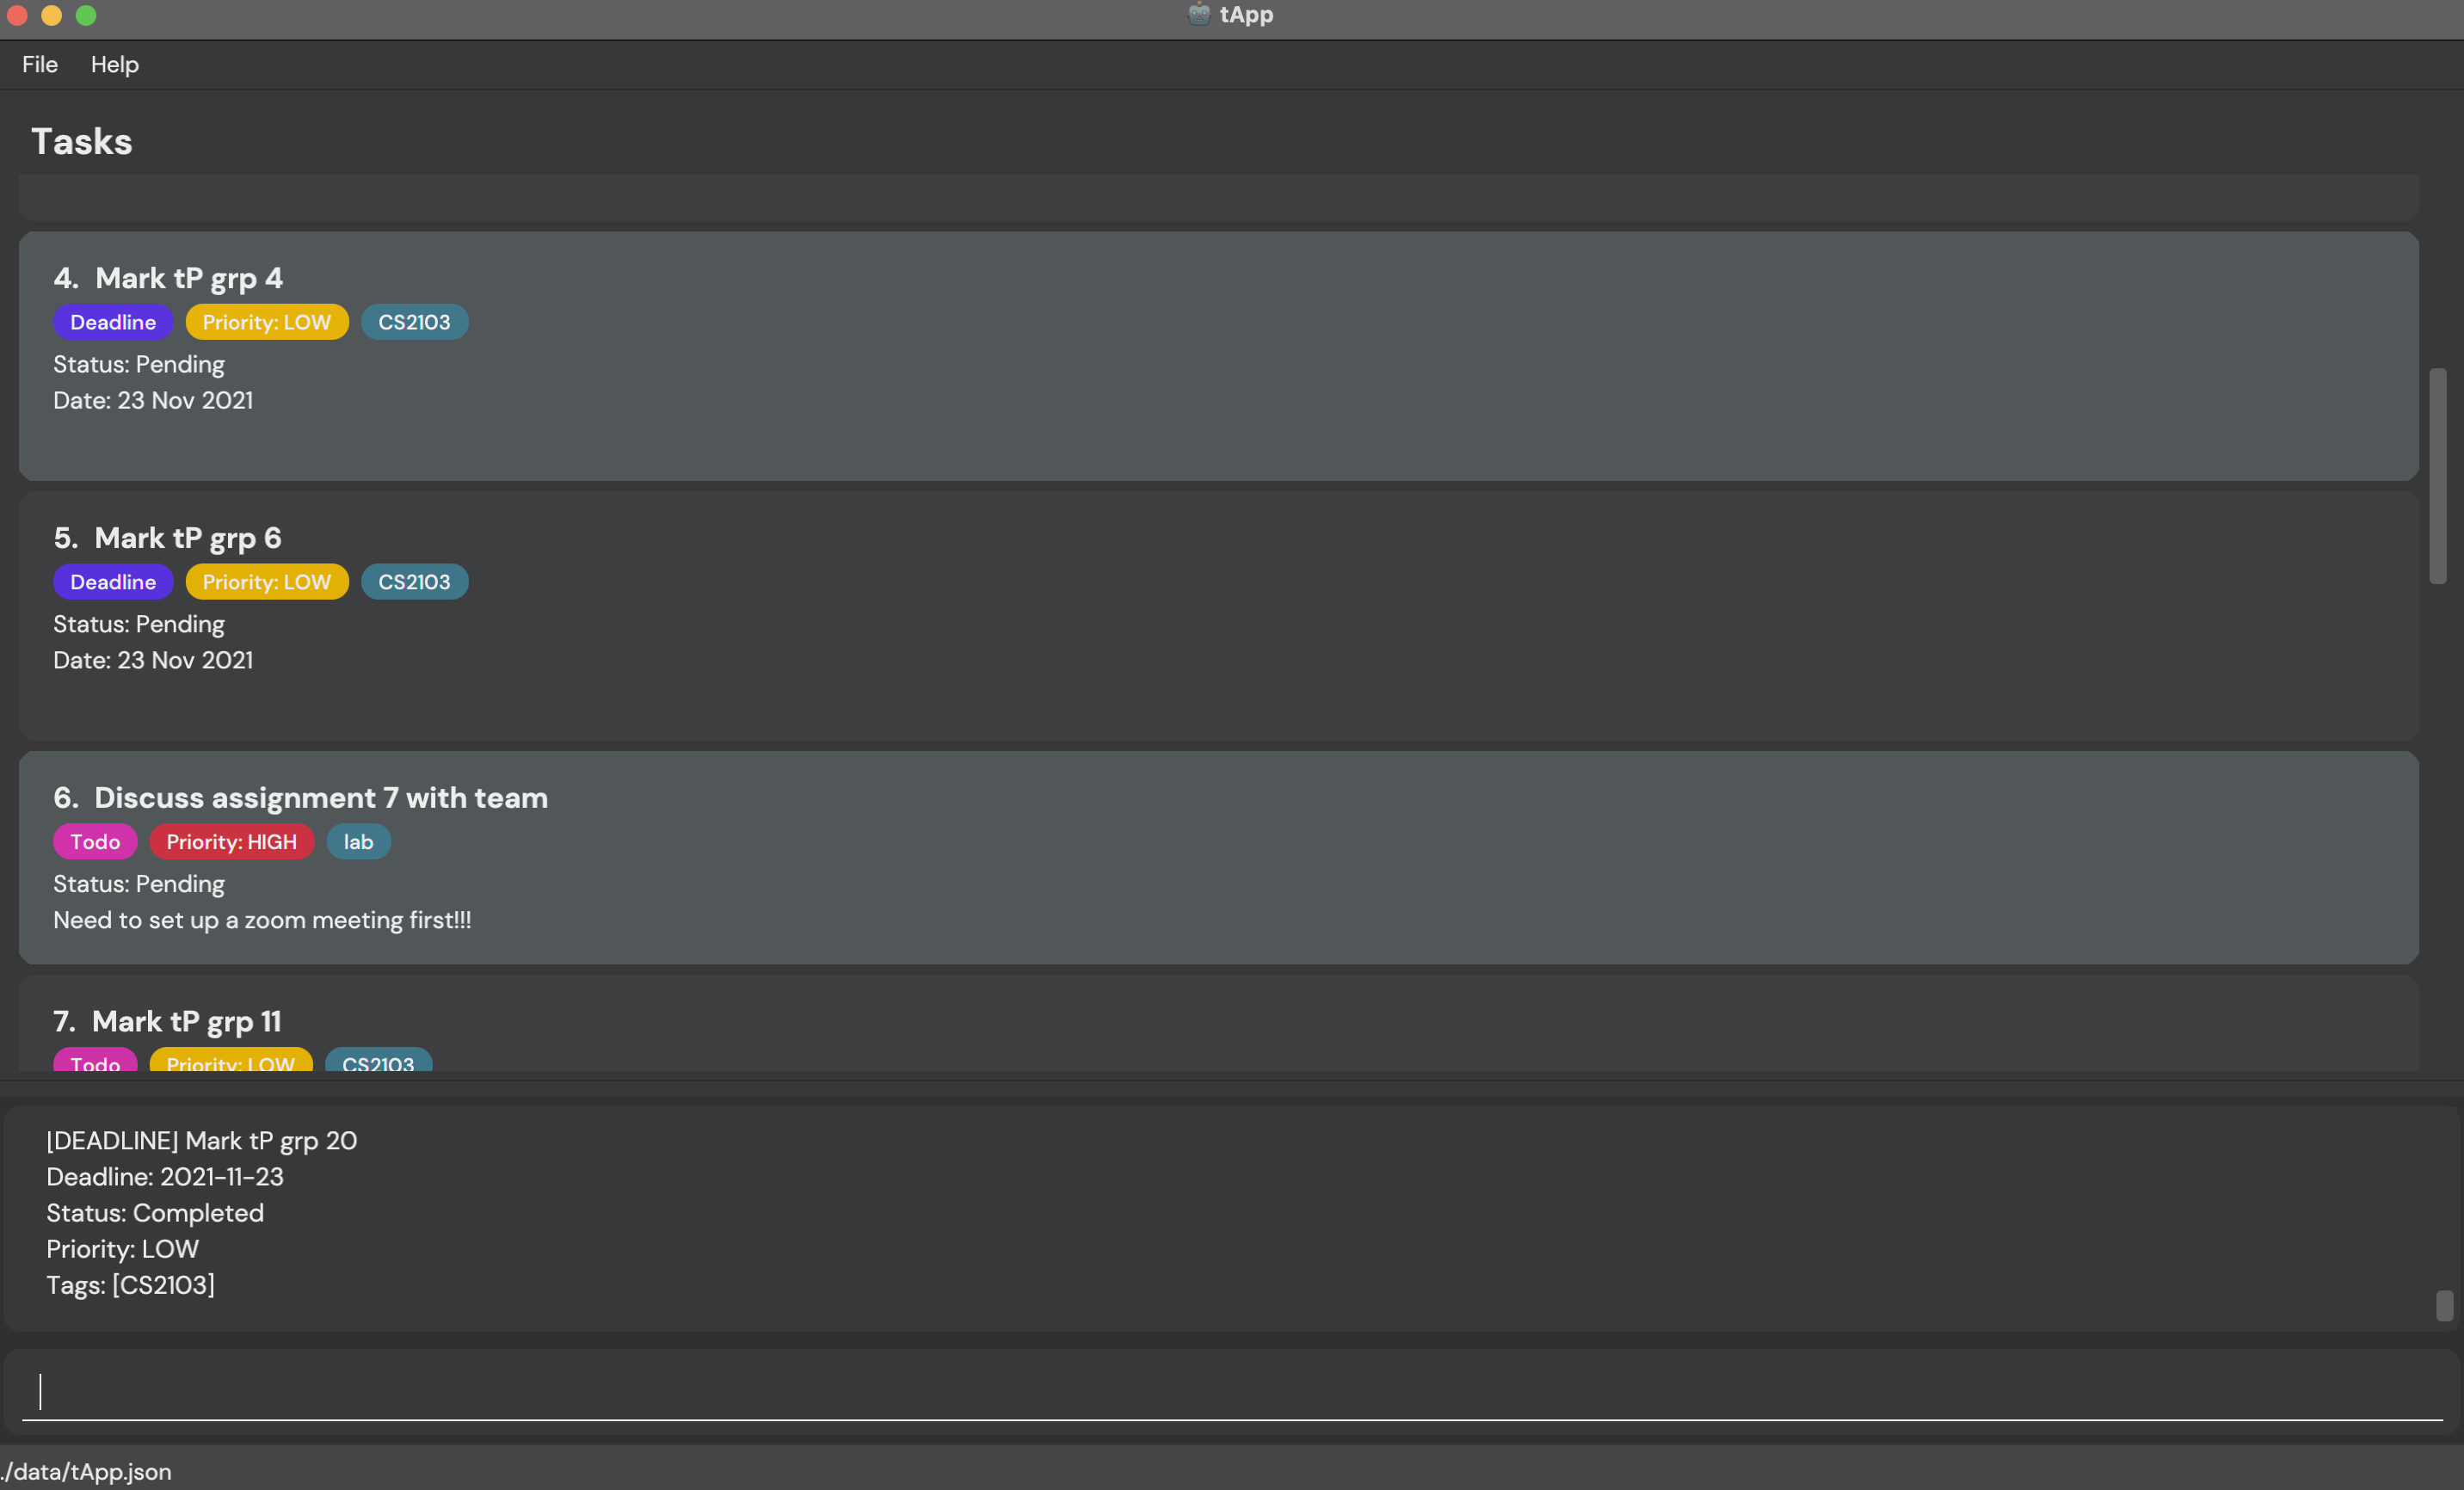 tApp
File Help
Tasks
4. Mark tP grp 4
Deadline Priority: LOW CS2103
Status: Pending
Date: 23 Nov 2021
5. Mark tP grp 6
Deadline Priority: LOW CS2103
Status: Pending
Date: 23 Nov 2021
6. Discuss assignment 7 with team
Todo Priority: HIGH lab
Status: Pending
Need to set up a zoom meeting first!!!
7. Mark tP grp 11
Todo Priority: LOW CS2103
[DEADLINE] Mark tP grp 20
Deadline: 2021-11-23
Status: Completed
Priority: LOW
Tags: [CS2103]
./data/tApp.json